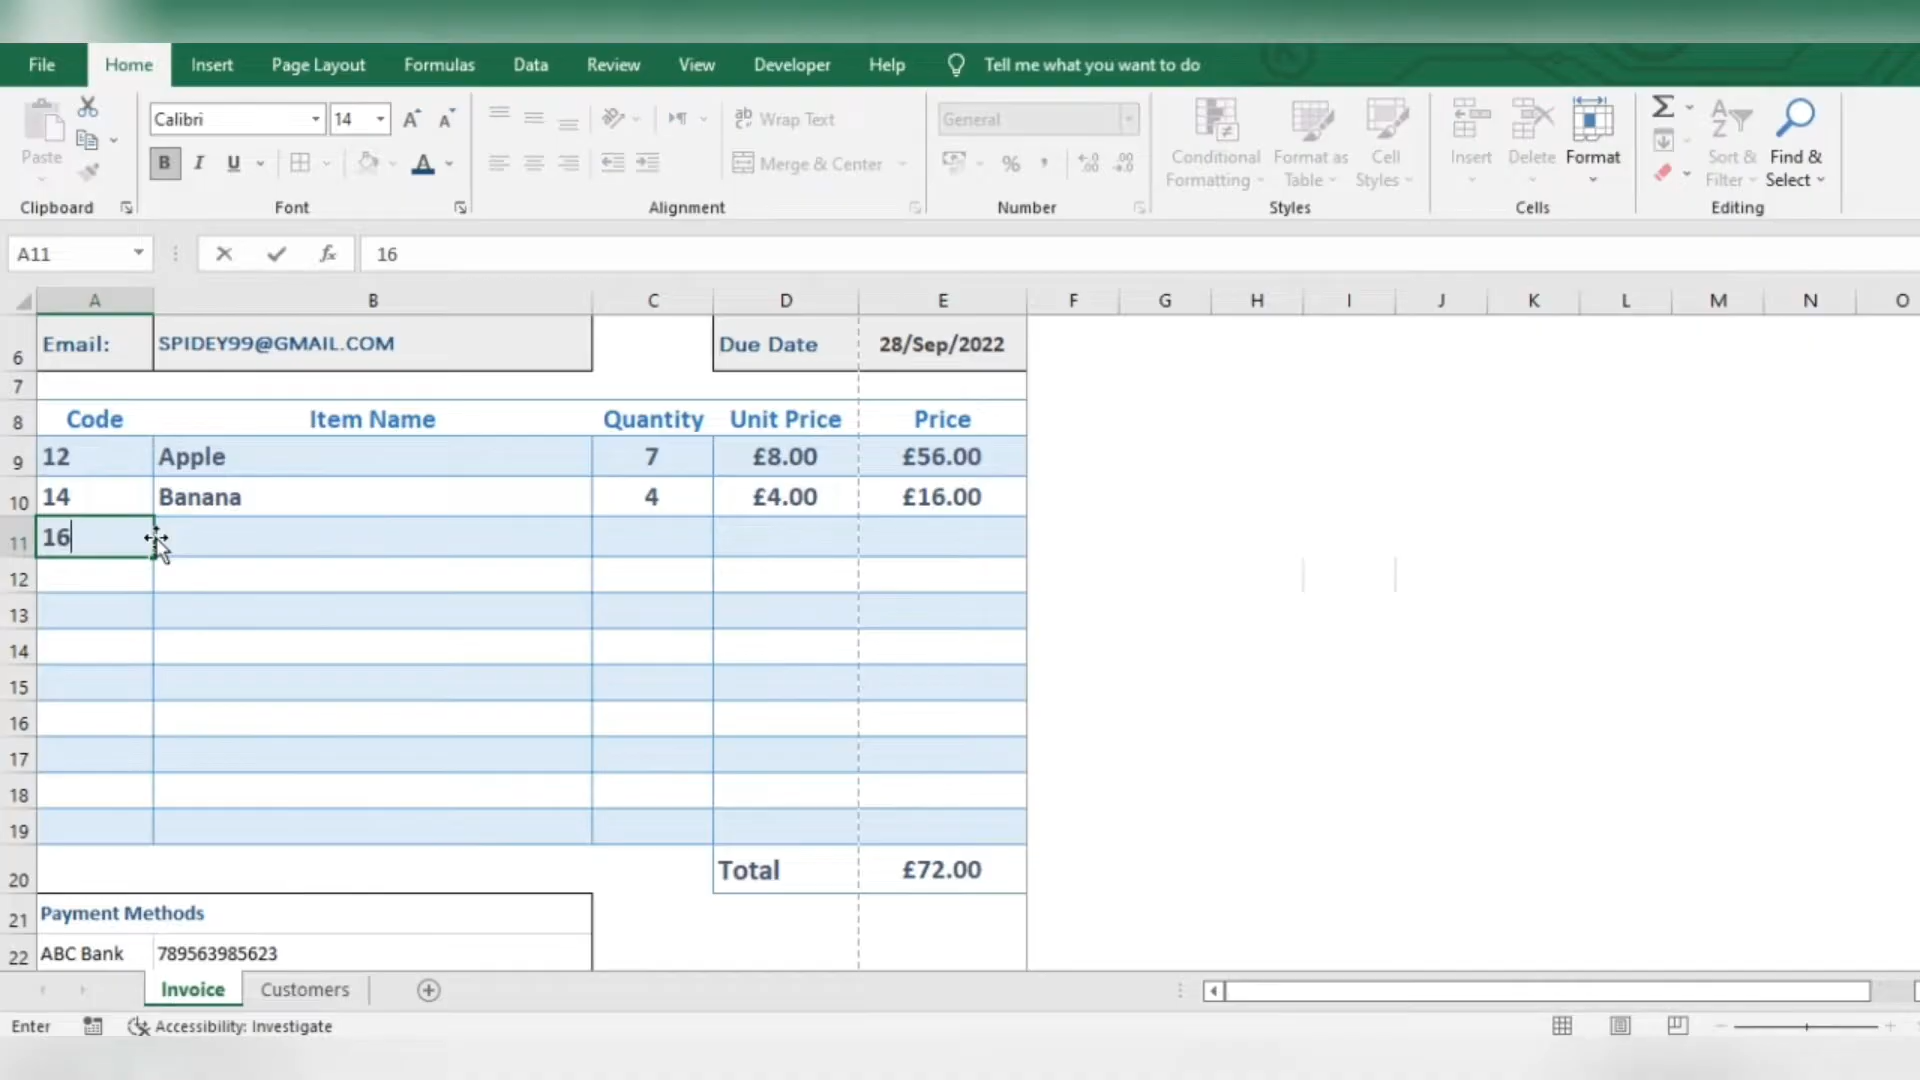 File Home Insert Page Layout Formulas Data Review View Developer Help Tell me what you want to do
Calibri 14 A A ab Wrap Text General
Paste B I U A Merge & Center % , Conditional Formatting Format as Table Cell Styles Insert Delete Format Σ AZ Sort & Filter Find & Select
Clipboard Font Alignment Number Styles Cells Editing
A11 fx 16
A B C D E F G H I J K L M N O
6 Email: SPIDEY99@GMAIL.COM Due Date 28/Sep/2022
7
8 Code Item Name Quantity Unit Price Price
9 12 Apple 7 £8.00 £56.00
10 14 Banana 4 £4.00 £16.00
11 16
12
13
14
15
16
17
18
19
20 Total £72.00
21 Payment Methods
22 ABC Bank 789563985623
Invoice Customers
Enter Accessibility: Investigate